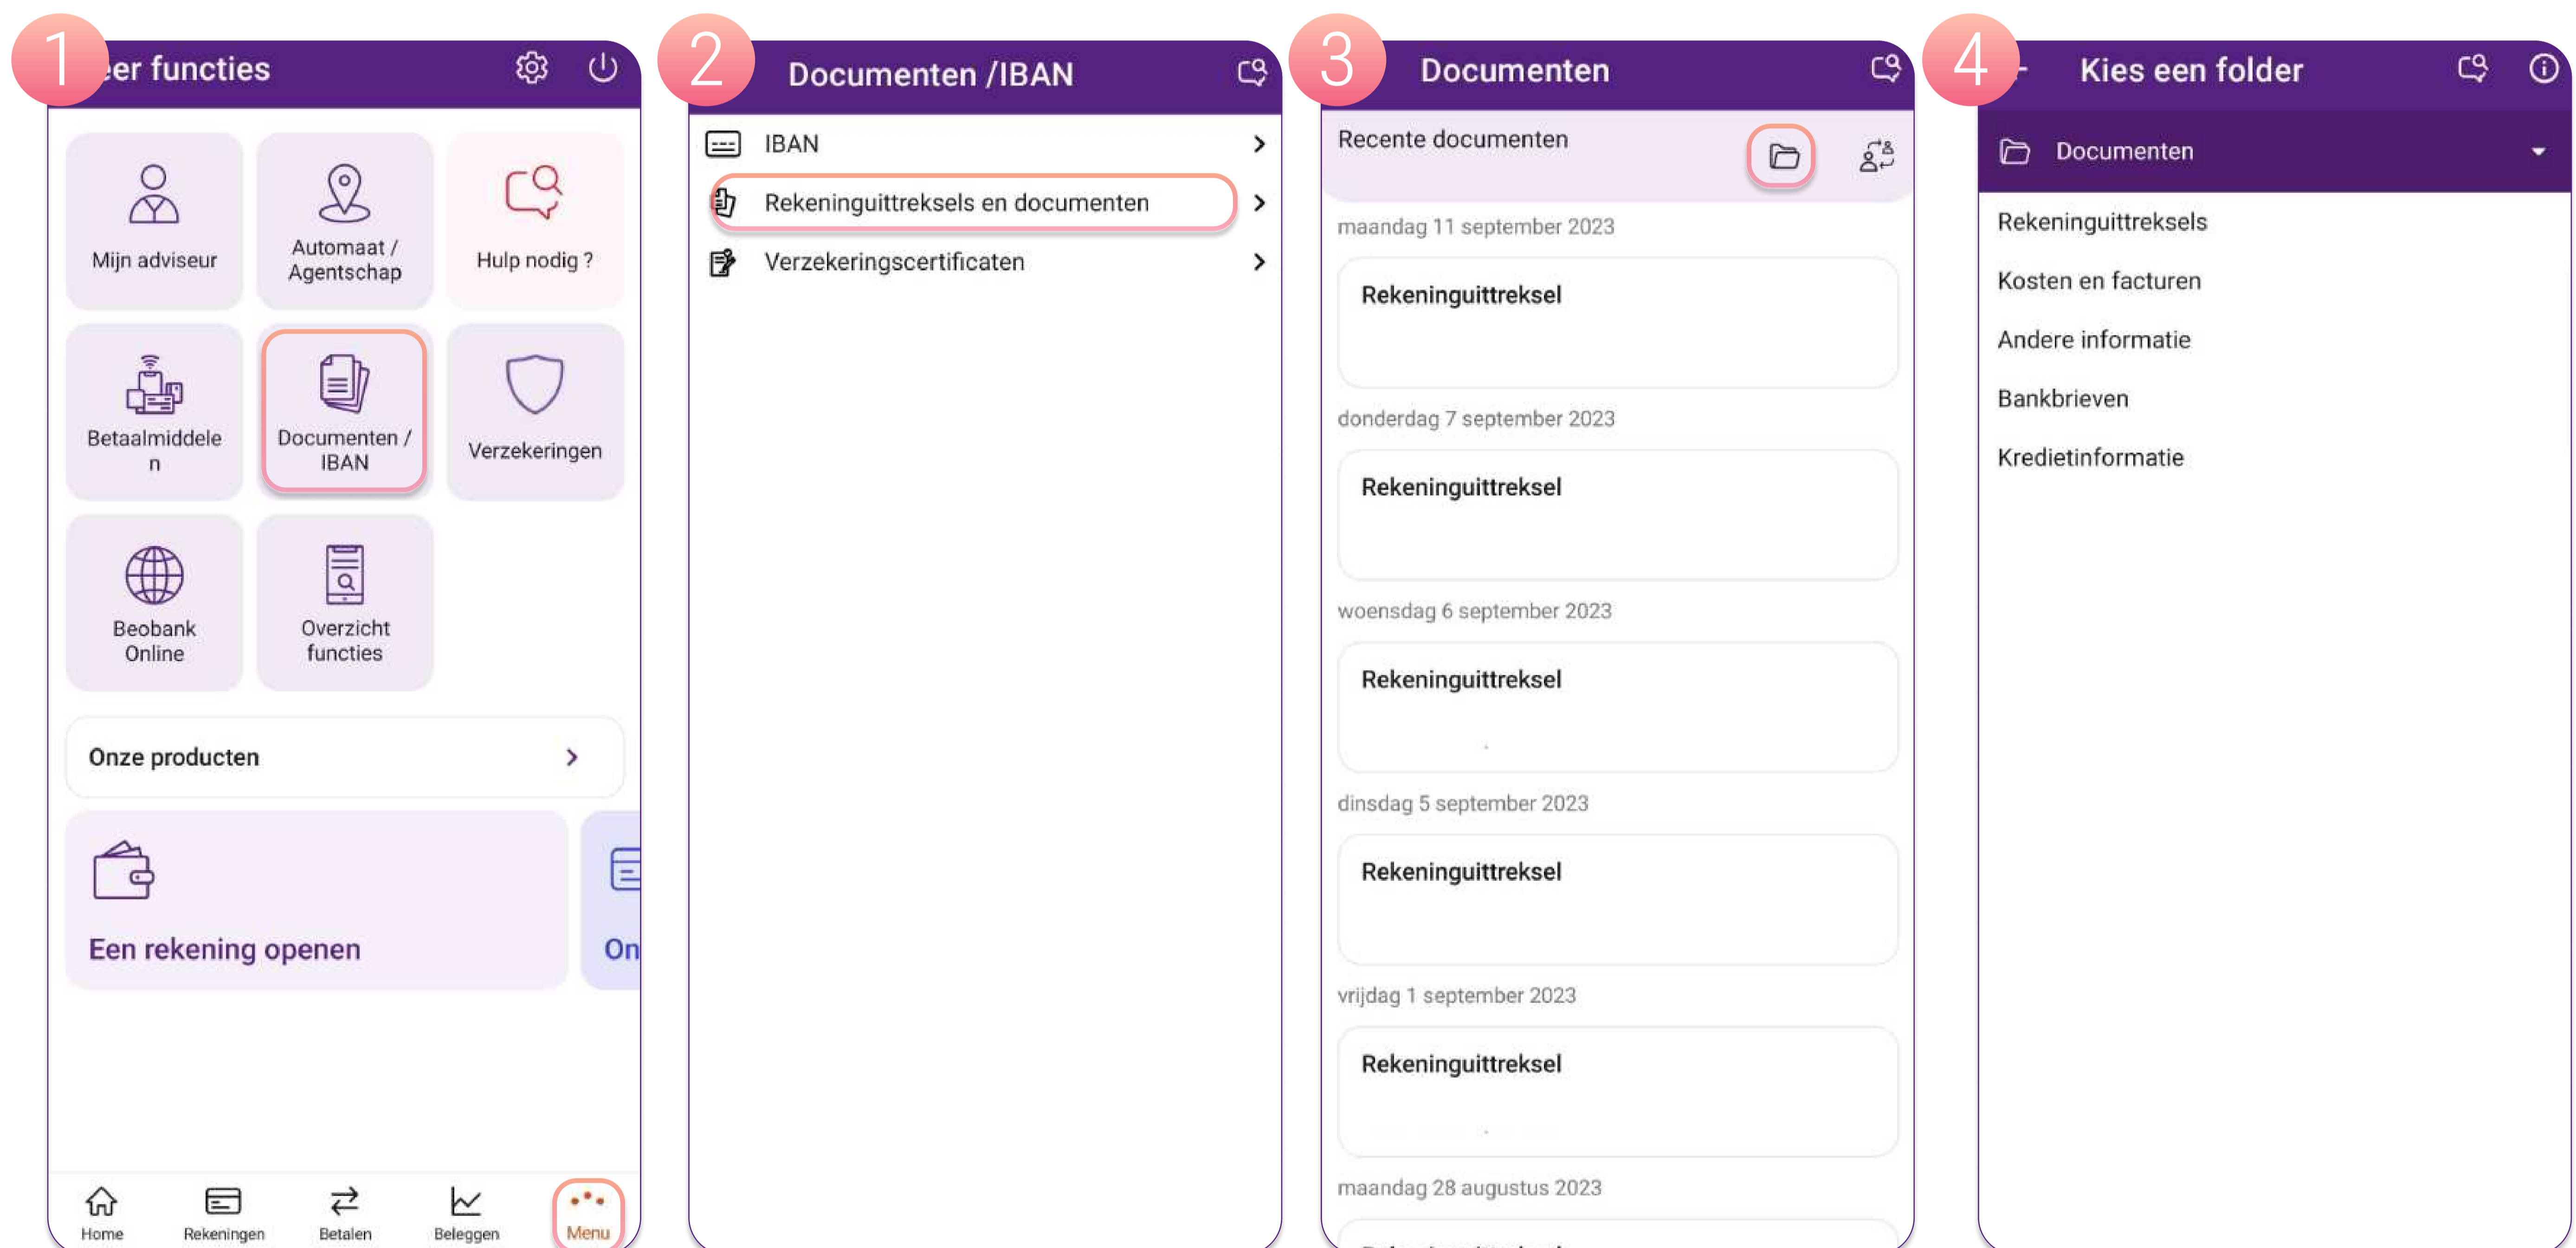 1
er functies
Mijn adviseur
Automaat /
Agentschap
Hulp nodig ?
Betaalmiddele
n
Documenten /
IBAN
Verzekeringen
Beobank
Online
Overzicht
functies
Onze producten
Een rekening openen
On
Home
Rekeningen
Betalen
Beleggen
Menu
2
Documenten /IBAN
IBAN
Rekeninguittreksels en documenten
Verzekeringscertificaten
3
Documenten
Recente documenten
maandag 11 september 2023
Rekeninguittreksel
donderdag 7 september 2023
Rekeninguittreksel
woensdag 6 september 2023
Rekeninguittreksel
dinsdag 5 september 2023
Rekeninguittreksel
vrijdag 1 september 2023
Rekeninguittreksel
maandag 28 augustus 2023
4
Kies een folder
Documenten
Rekeninguittreksels
Kosten en facturen
Andere informatie
Bankbrieven
Kredietinformatie